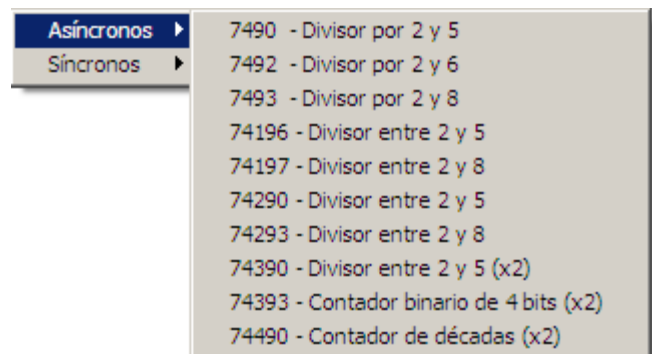 Asíncronos
Síncronos
7490 - Divisor por 2 y 5
7492 - Divisor por 2 y 6
7493 - Divisor por 2 y 8
74196 - Divisor entre 2 y 5
74197 - Divisor entre 2 y 8
74290 - Divisor entre 2 y 5
74293 - Divisor entre 2 y 8
74390 - Divisor entre 2 y 5 (x2)
74393 - Contador binario de 4 bits (x2)
74490 - Contador de décadas (x2)